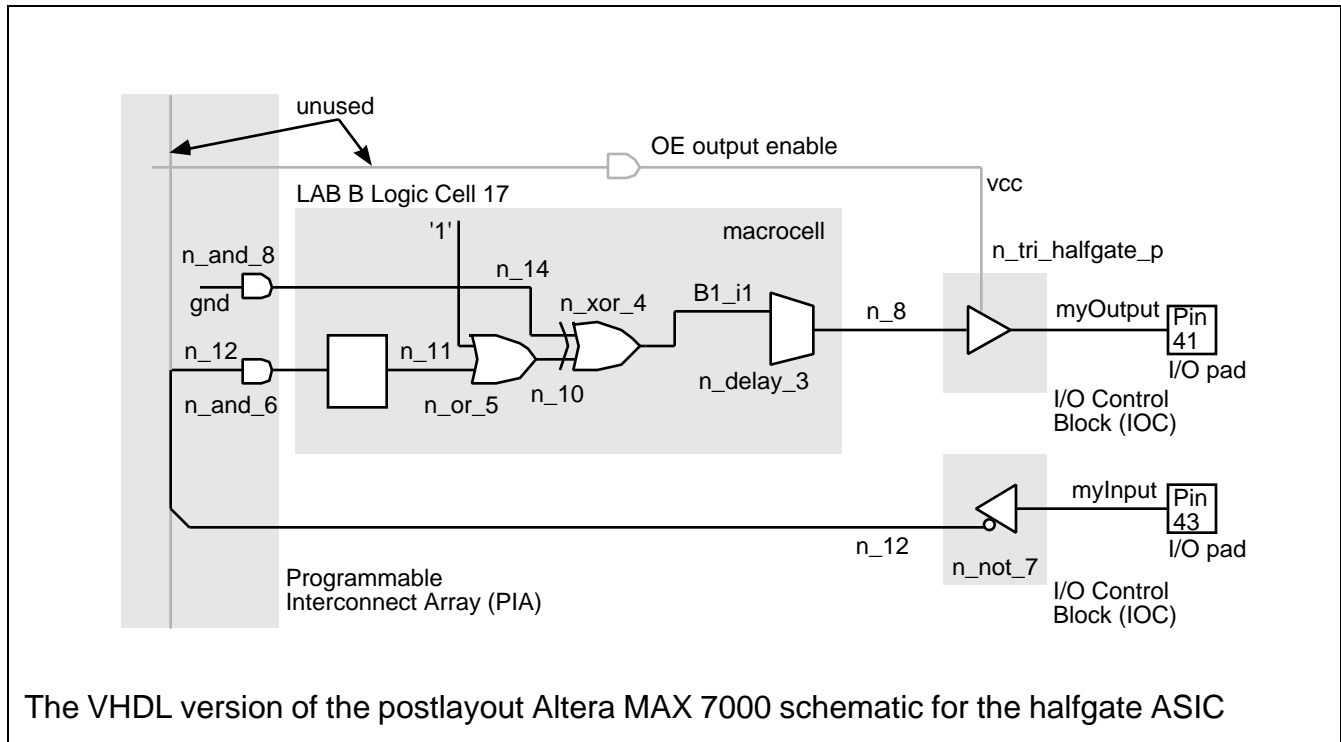 unused
OE output enable
vcc
LAB B Logic Cell 17
'1'
macrocell
n_and_8
n_14
n_tri_halfgate_p
gnd
n_xor_4
B1_i1
n_8
myOutput
Pin
41
I/O pad
n_12
n_11
n_and_6
n_or_5
n_10
n_delay_3
I/O Control
Block (IOC)
myInput
Pin
43
I/O pad
n_12
n_not_7
Programmable
Interconnect Array (PIA)
I/O Control
Block (IOC)
The VHDL version of the postlayout Altera MAX 7000 schematic for the halfgate ASIC